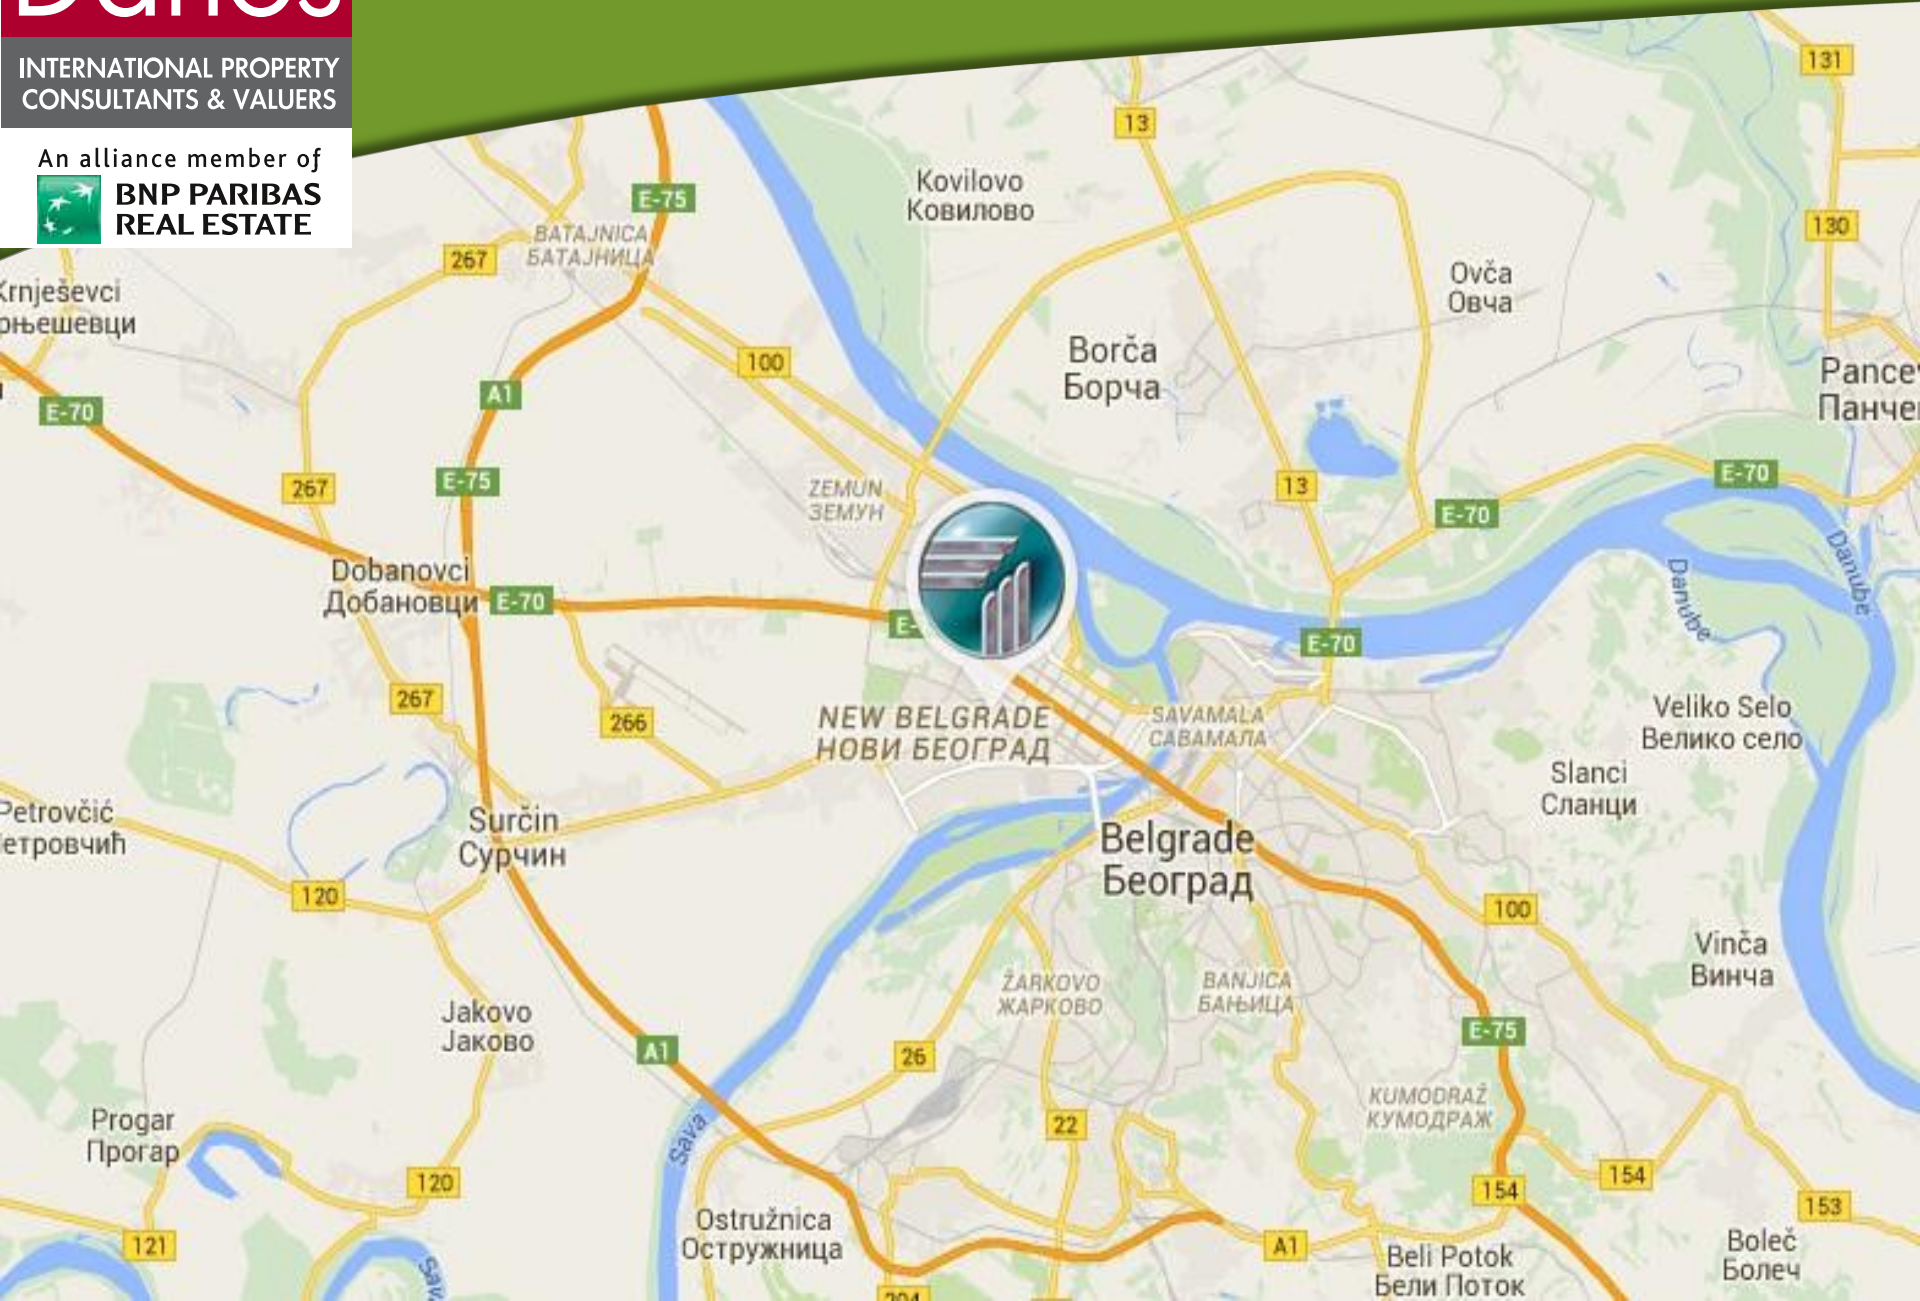 Danos
INTERNATIONAL PROPERTY
CONSULTANTS & VALUERS
An alliance member of
BNP PARIBAS
REAL ESTATE
131
13
Kovilovo
Ковилово
E-75
130
BATAJNICA
БАТАЈНИЦА
267
Ovča
Овча
Krnješevci
100
Borča
Борча
A1
E-70
E-75
267
ZEMUN
ЗЕМУН
13
E-70
E-70
Danube
Danube
Dobanovci
Добановци
E-70
E-70
267
266
NEW BELGRADE
НОВИ БЕОГРАД
SAVAMALA
САВАМАЛА
Veliko Selo
Велико село
Slanci
Сланци
Petrovčić
Surčin
Сурчин
Belgrade
Београд
120
100
Vinča
Винча
ŽARKOVO
ЖАРКОВО
BANJICA
БАЊИЦА
Jakovo
Јаково
A1
26
E-75
KUMODRAŽ
КУМОДРАЖ
Progar
Прогар
Sava
22
120
154
154
153
Ostružnica
Остружница
121
A1
Beli Potok
Бели Поток
Boleč
Болеч